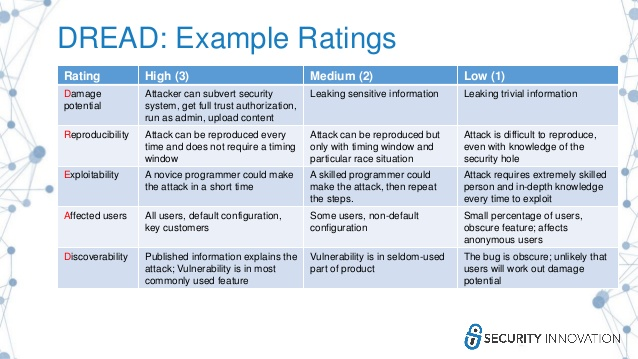 DREAD: Example Ratings
Rating High (3) Medium (2) Low (1)
Damage
potential
Attacker can subvert security
system, get full trust authorization,
run as admin, upload content
Leaking sensitive information
Leaking trivial information
Reproducibility
Attack can be reproduced every
time and does not require a timing
window
Attack can be reproduced but
only with timing window and
particular race situation
Attack is difficult to reproduce,
even with knowledge of the
security hole
Exploitability
A novice programmer could make
the attack in a short time
A skilled programmer could
make the attack, then repeat
the steps.
Attack requires extremely skilled
person and in-depth knowledge
every time to exploit
Affected users
All users, default configuration,
key customers
Some users, non-default
configuration
Small percentage of users,
obscure feature; affects
anonymous users
Discoverability
Published information explains the
attack; Vulnerability is in most
commonly used feature
Vulnerability is in seldom-used
part of product
The bug is obscure; unlikely that
users will work out damage
potential
SECURITY INNOVATION